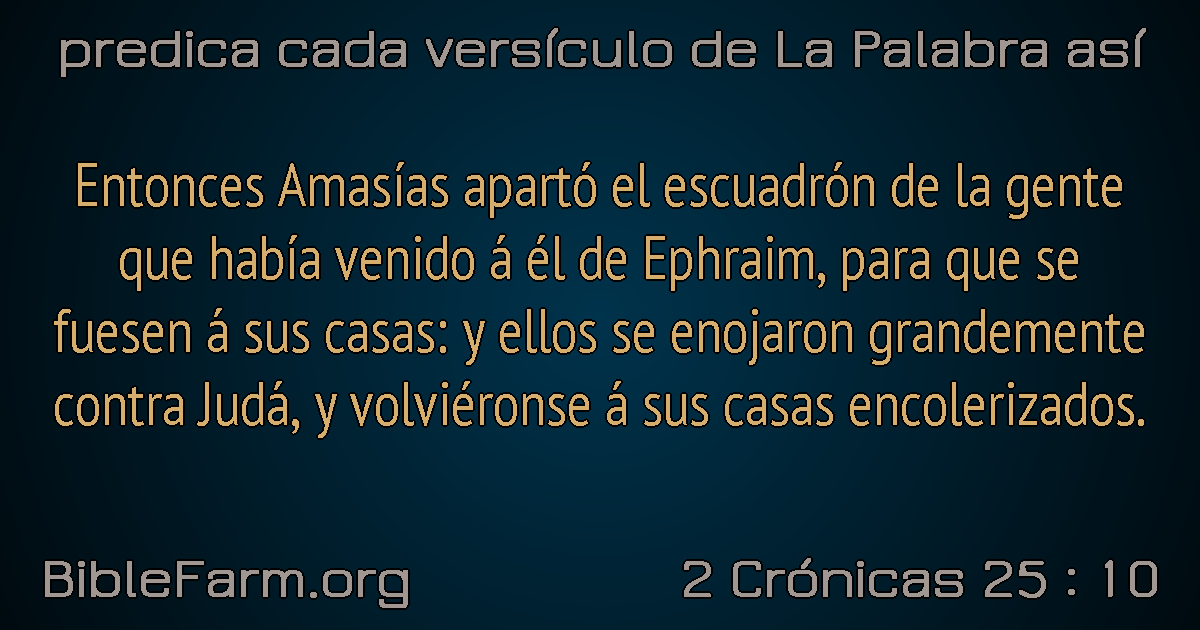 predica cada versículo de La Palabra así
Entonces Amasías apartó el escuadrón de la gente
que había venido á él de Ephraim, para que se
fuesen á sus casas: y ellos se enojaron grandemente
contra Judá, y volviéronse á sus casas encolerizados.
BibleFarm.org
2 Crónicas 25 : 10